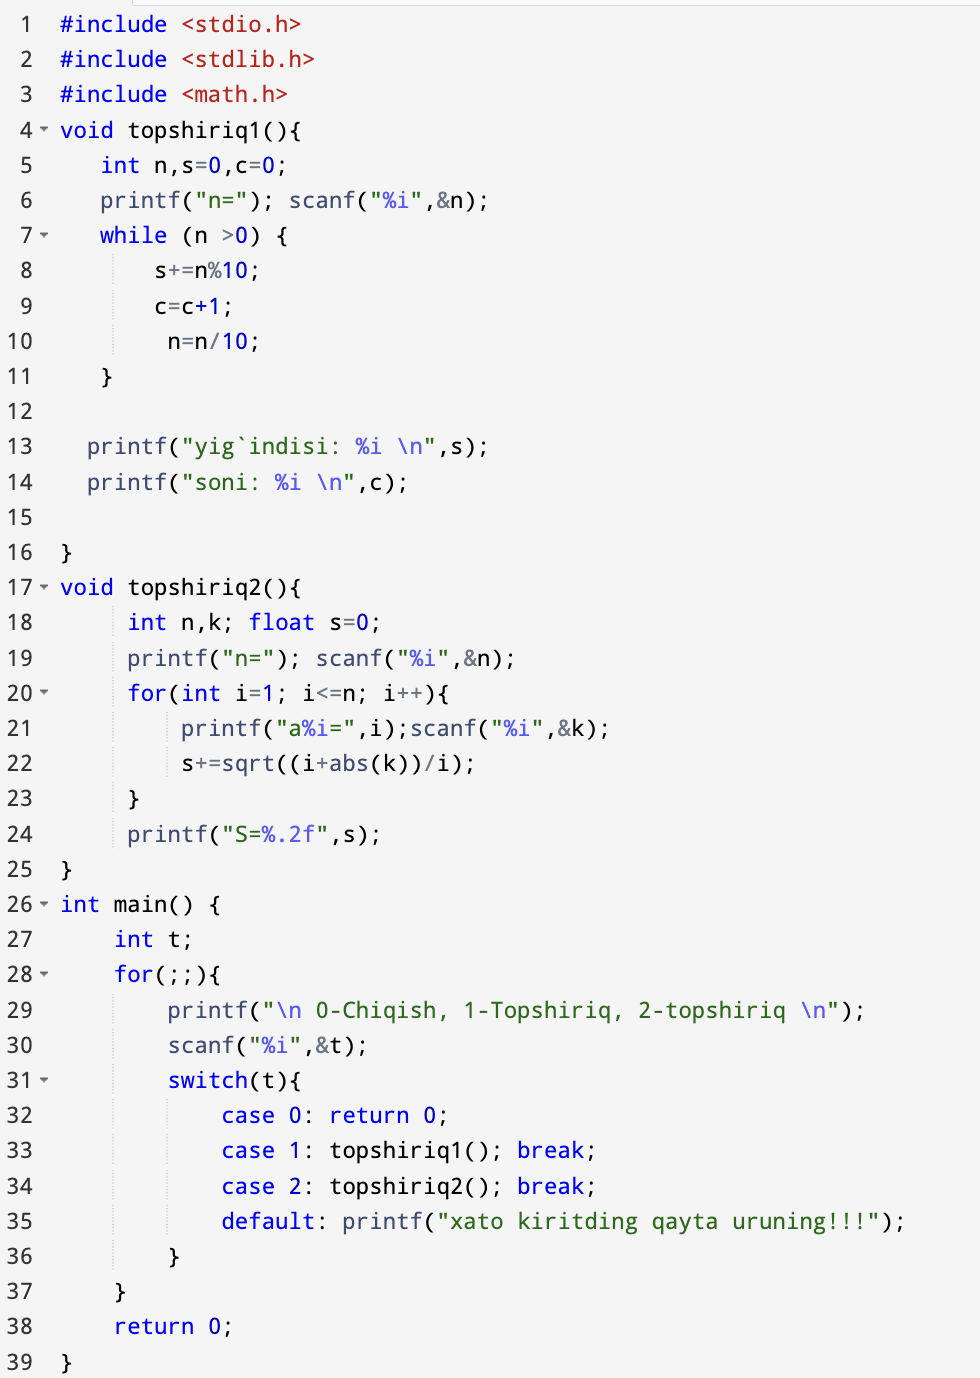 1 #include <stdio.h>
2 #include <stdlib.h>
3 #include <math.h>
4 void topshiriq1(){
5 int n,s=0,c=0;
6 printf("n="); scanf("%i",&n);
7 while (n >0) {
8 s+=n%10;
9 c=c+1;
10 n=n/10;
11 }
12
13 printf("yig`indisi: %i \n",s);
14 printf("soni: %i \n",c);
15
16 }
17 void topshiriq2(){
18 int n,k; float s=0;
19 printf("n="); scanf("%i",&n);
20 for(int i=1; i<=n; i++){
21 printf("a%i=",i);scanf("%i",&k);
22 s+=sqrt((i+abs(k))/i);
23 }
24 printf("S=%.2f",s);
25 }
26 int main() {
27 int t;
28 for(;;){
29 printf("\n 0-Chiqish, 1-Topshiriq, 2-topshiriq \n");
30 scanf("%i",&t);
31 switch(t){
32 case 0: return 0;
33 case 1: topshiriq1(); break;
34 case 2: topshiriq2(); break;
35 default: printf("xato kiritding qayta uruning!!!");
36 }
37 }
38 return 0;
39 }